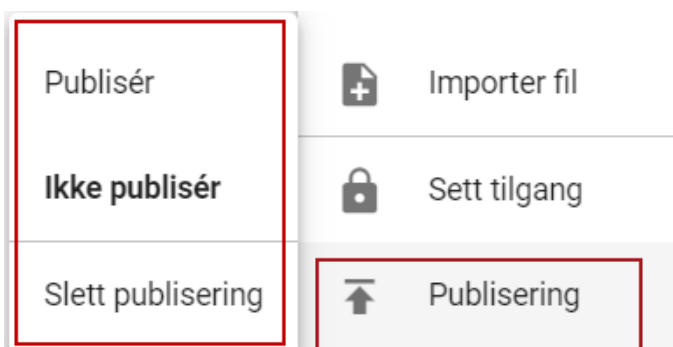 Publisér
Ikke publisér
Slett publisering
Importer fil
Sett tilgang
Publisering